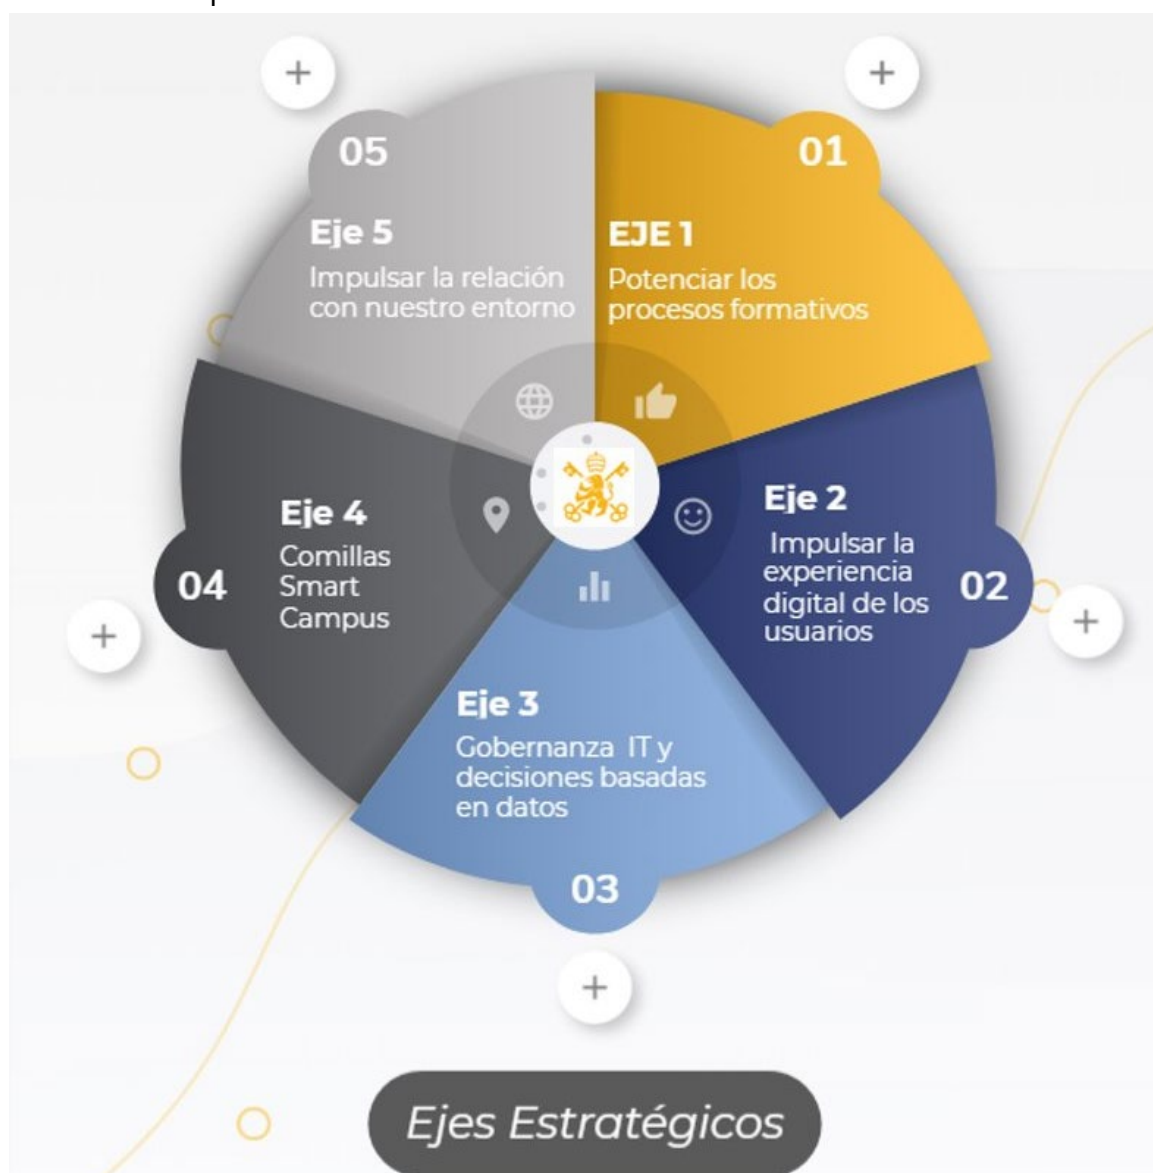 05
Eje 5
Impulsar la relación
con nuestro entorno
01
EJE 1
Potenciar los
procesos formativos
Eje 2
Impulsar la
experiencia
digital de los
usuarios
02
Eje 4
Comillas
Smart
Campus
04
Eje 3
Gobernanza IT y
decisiones basadas
en datos
03
Ejes Estratégicos